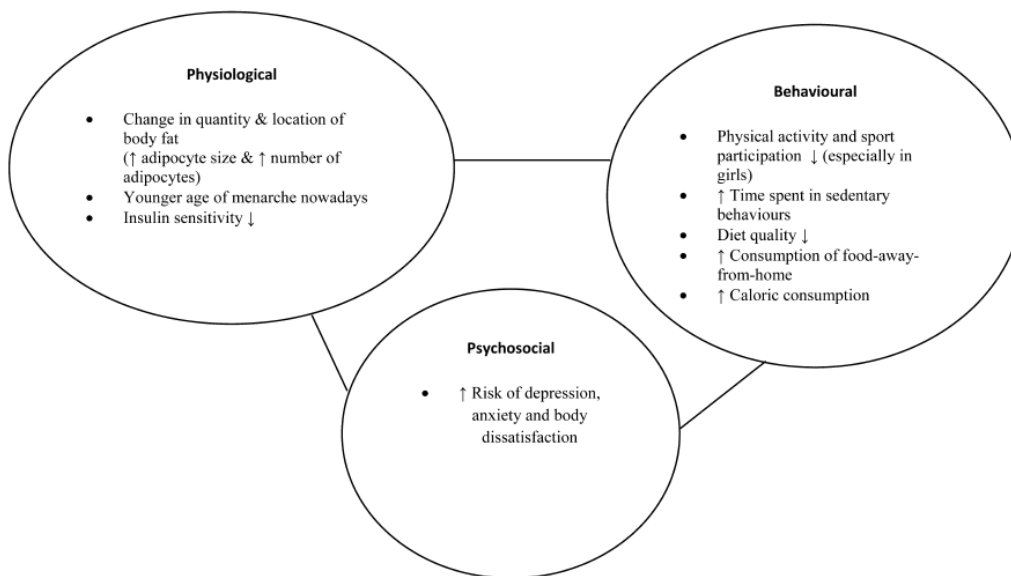 Physiological
• Change in quantity & location of
body fat
(↑ adipocyte size & ↑ number of
adipocytes)
• Younger age of menarche nowadays
• Insulin sensitivity ↓
Behavioural
• Physical activity and sport
participation ↓ (especially in
girls)
• ↑ Time spent in sedentary
behaviours
• Diet quality ↓
• ↑ Consumption of food-away-
from-home
• ↑ Caloric consumption
Psychosocial
• ↑ Risk of depression,
anxiety and body
dissatisfaction